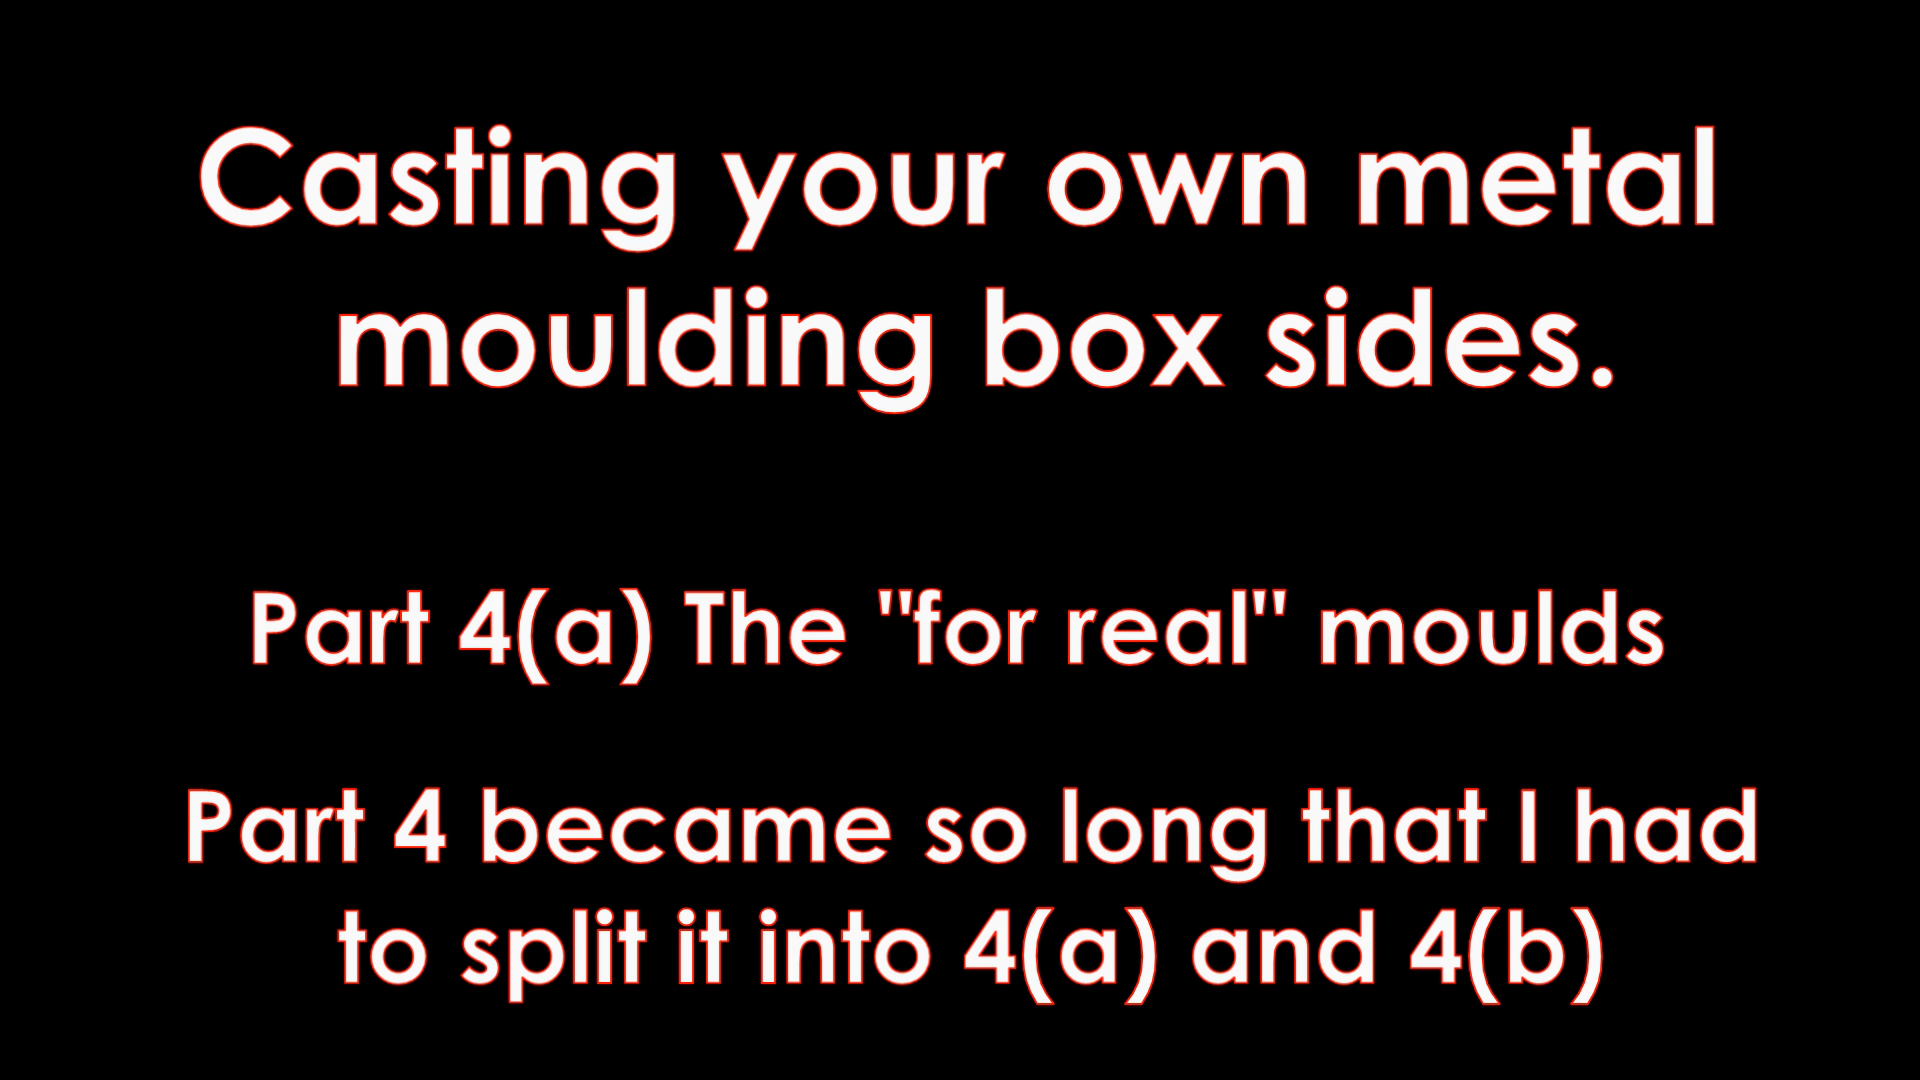 Casting your own metal
moulding box sides.
Part 4(a) The "for real" moulds
Part 4 became so long that I had
to split it into 4(a) and 4(b)